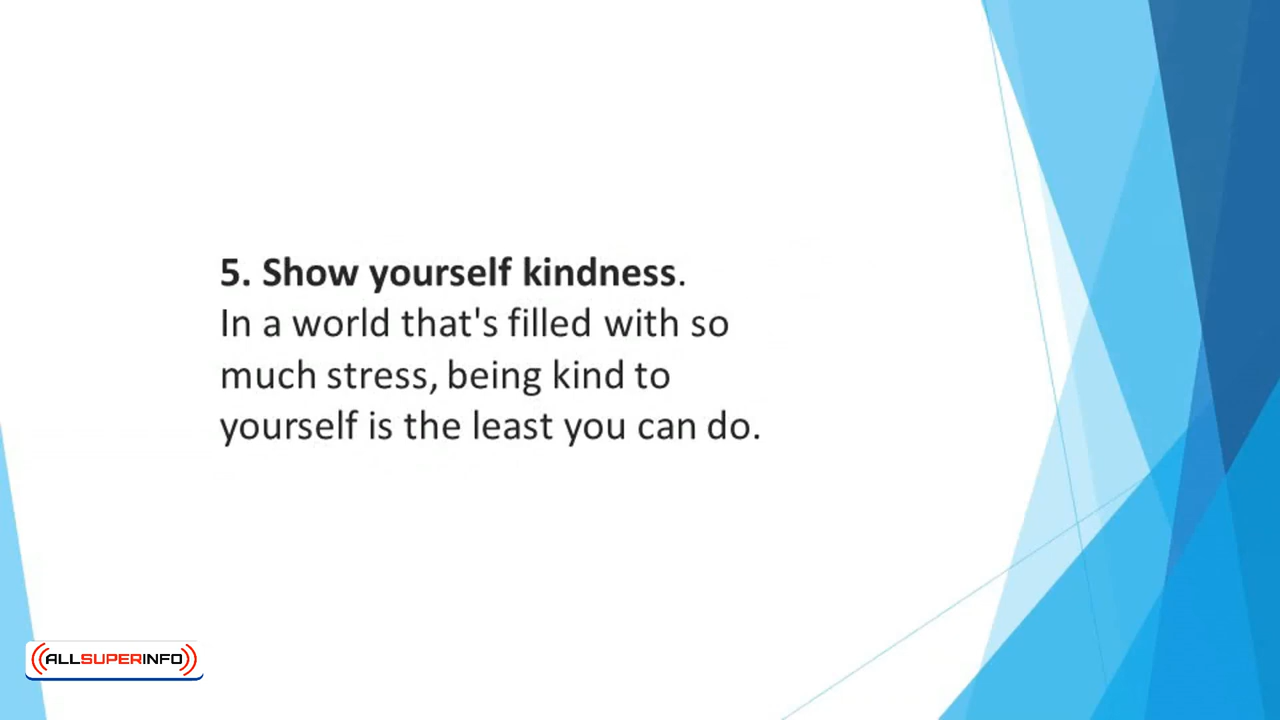 5. Show yourself kindness.
In a world that's filled with so
much stress, being kind to
yourself is the least you can do.
ALLSUPERINFO